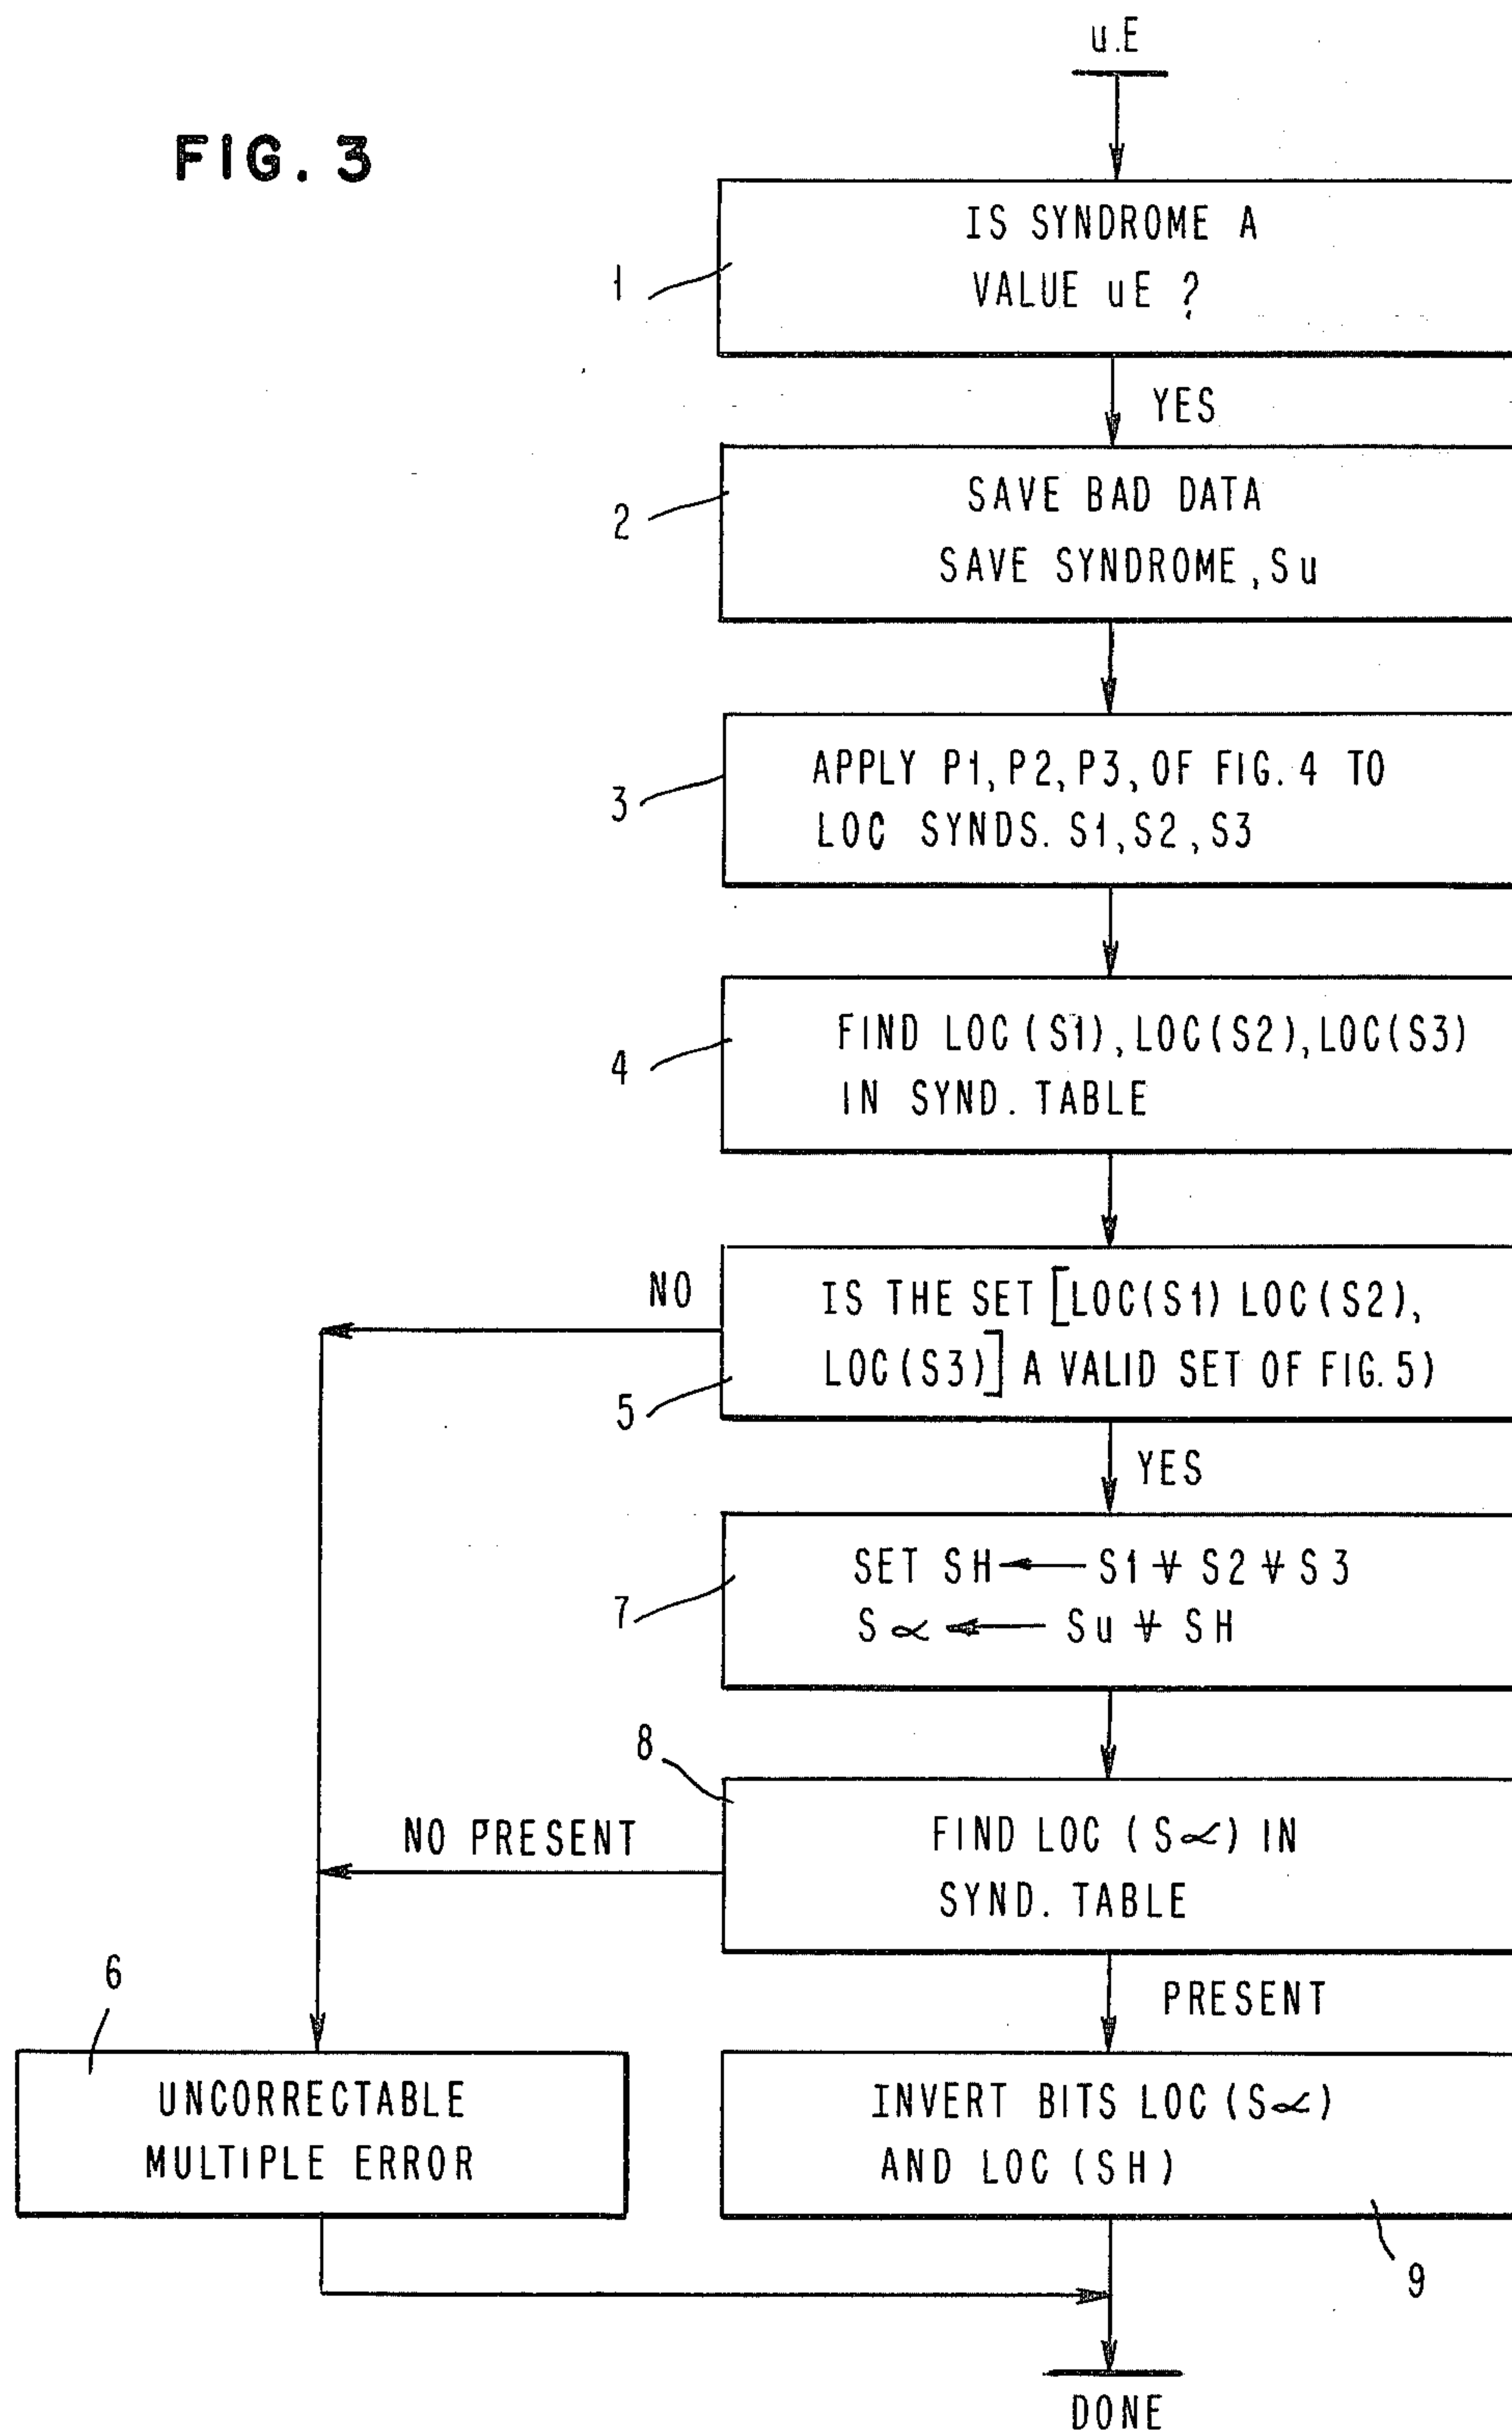 u.E
FIG. 3
IS SYNDROME A
VALUE uE ?
1
YES
SAVE BAD DATA
SAVE SYNDROME, Su
2
APPLY P1, P2, P3, OF FIG. 4 TO
LOC SYNDS. S1, S2, S3
3
FIND LOC (S1), LOC(S2), LOC(S3)
IN SYND. TABLE
4
NO
IS THE SET [LOC(S1) LOC(S2),
LOC(S3)] A VALID SET OF FIG. 5)
5
YES
SET SH ← S1 ⊻ S2 ⊻ S3
S ∝ ← Su ⊻ SH
7
8
NO PRESENT
FIND LOC (S∝) IN
SYND. TABLE
6
PRESENT
UNCORRECTABLE
MULTIPLE ERROR
INVERT BITS LOC (S∝)
AND LOC (SH)
9
DONE